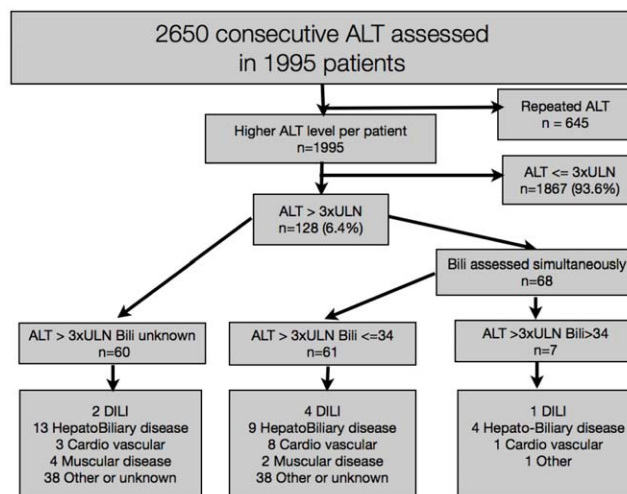 2650 consecutive ALT assessed
in 1995 patients
Repeated ALT
n = 645
Higher ALT level per patient
n=1995
ALT <= 3xULN
n=1867 (93.6%)
ALT > 3xULN
n=128 (6.4%)
Bili assessed simultaneously
n=68
ALT > 3xULN Bili unknown
n=60
ALT > 3xULN Bili <=34
n=61
ALT >3xULN Bili>34
n=7
2 DILI
13 HepatoBiliary disease
3 Cardio vascular
4 Muscular disease
38 Other or unknown
4 DILI
9 HepatoBiliary disease
8 Cardio vascular
2 Muscular disease
38 Other or unknown
1 DILI
4 Hepato-Biliary disease
1 Cardio vascular
1 Other